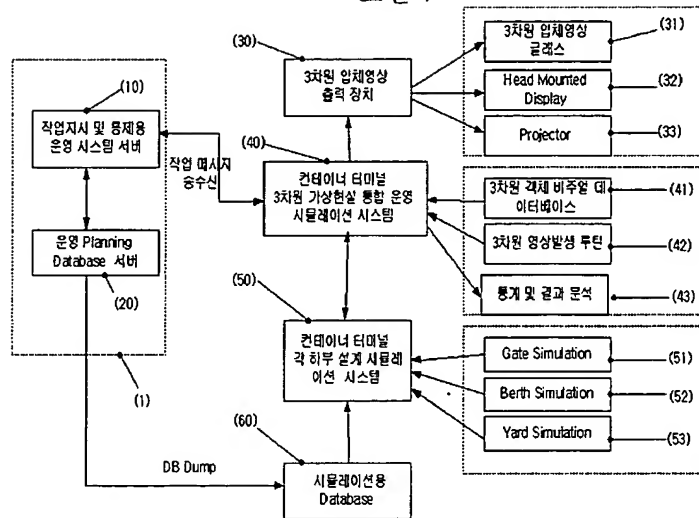 (30)
3차원 입체영상
출력 장치
3차원 입체영상
글래스
(31)
Head Mounted
Display
(32)
Projector
(33)
(10)
작업지시 및 통제용
운영 시스템 서버
작업 메시지
송수신
(40)
컨테이너 터미널
3차원 가상현실 통합 운영
시뮬레이션 시스템
3차원 객체 비주얼 데
이터베이스
(41)
3차원 영상발생 루틴
(42)
통계 및 결과 분석
(43)
운영 Planning
Database 서버
(20)
(1)
(50)
컨테이너 터미널
각 하부 설계 시뮬레
이션 시스템
Gate Simulation
(51)
Berth Simulation
(52)
Yard Simulation
(53)
(60)
DB Dump
시뮬레이션용
Database